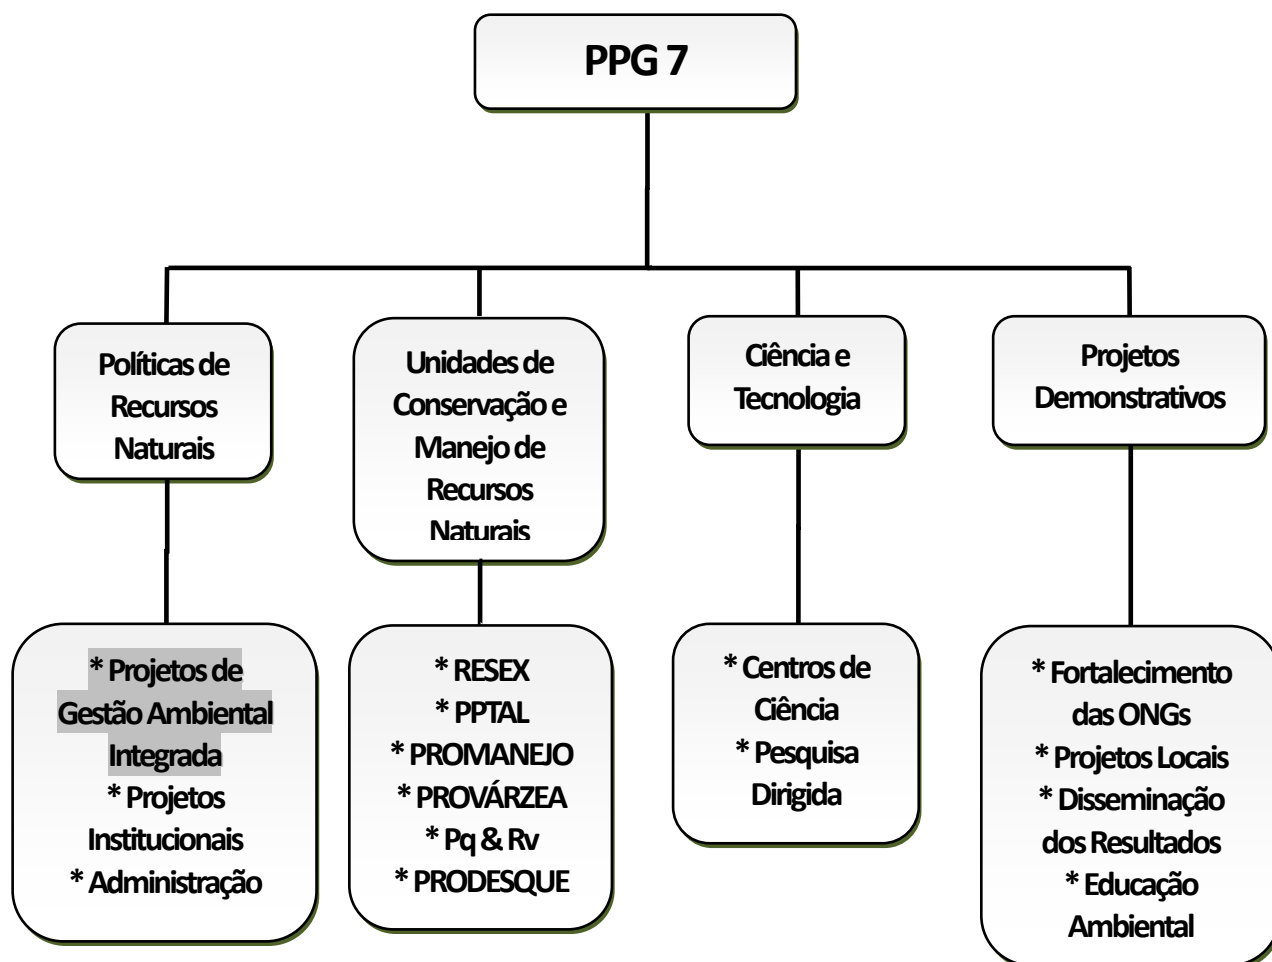 PPG 7
Políticas de
Recursos
Naturais
Unidades de
Conservação e
Manejo de
Recursos
Naturais
Ciência e
Tecnologia
Projetos
Demonstrativos
* Projetos de
Gestão Ambiental
Integrada
* Projetos
Institucionais
* Administração
* RESEX
* PPTAL
* PROMANEJO
* PROVÁRZEA
* Pq & Rv
* PRODESQUE
* Centros de
Ciência
* Pesquisa
Dirigida
* Fortalecimento
das ONGs
* Projetos Locais
* Disseminação
dos Resultados
* Educação
Ambiental